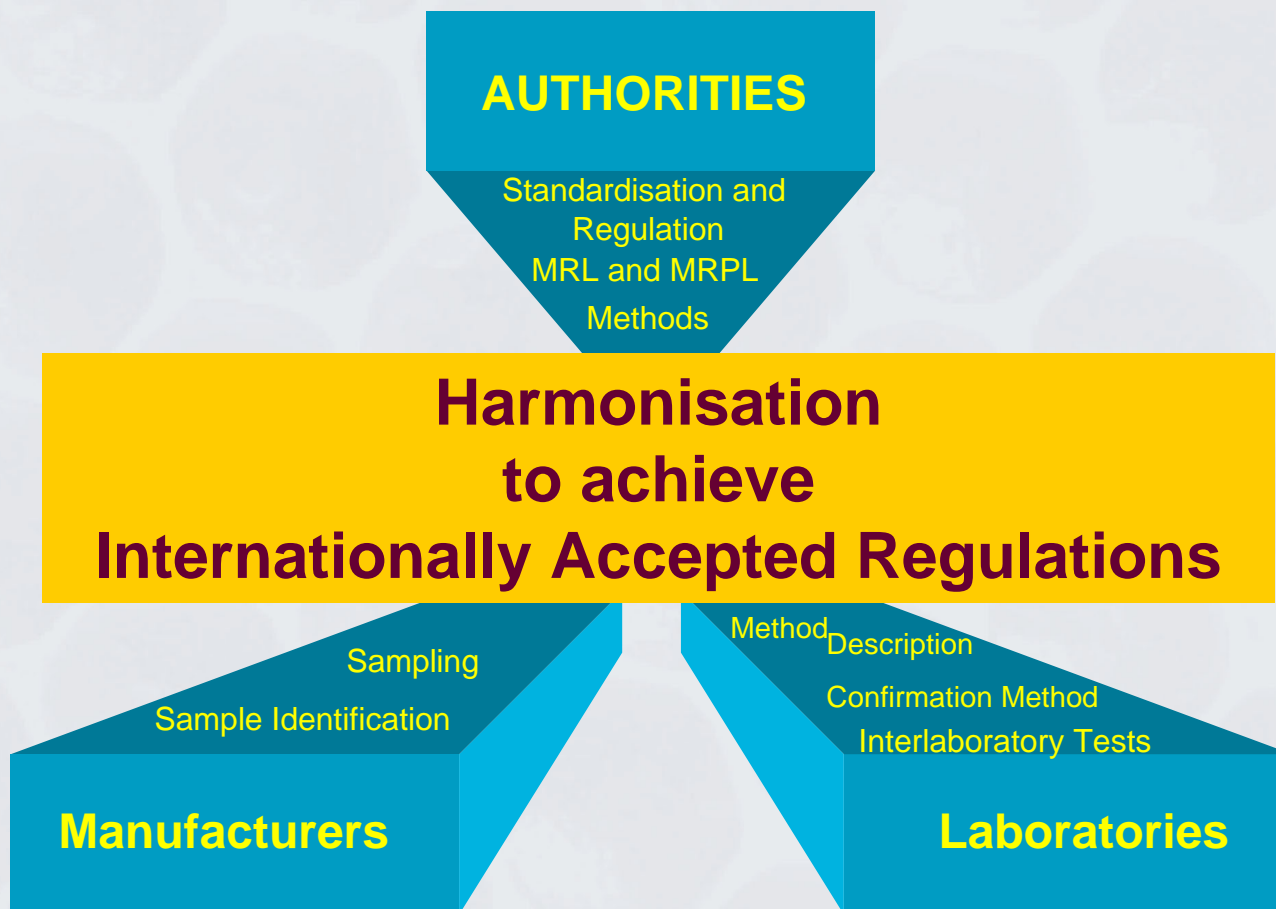 AUTHORITIES
Standardisation and
Regulation
MRL and MRPL
Methods
Harmonisation
to achieve
Internationally Accepted Regulations
Sampling
Sample Identification
Manufacturers
Method Description
Confirmation Method
Interlaboratory Tests
Laboratories